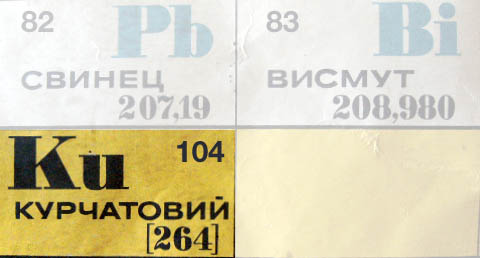 82 Pb
СВИНЕЦ
207,19
83 Bi
ВИСМУТ
208,980
Ku 104
КУРЧАТОВИЙ
[264]